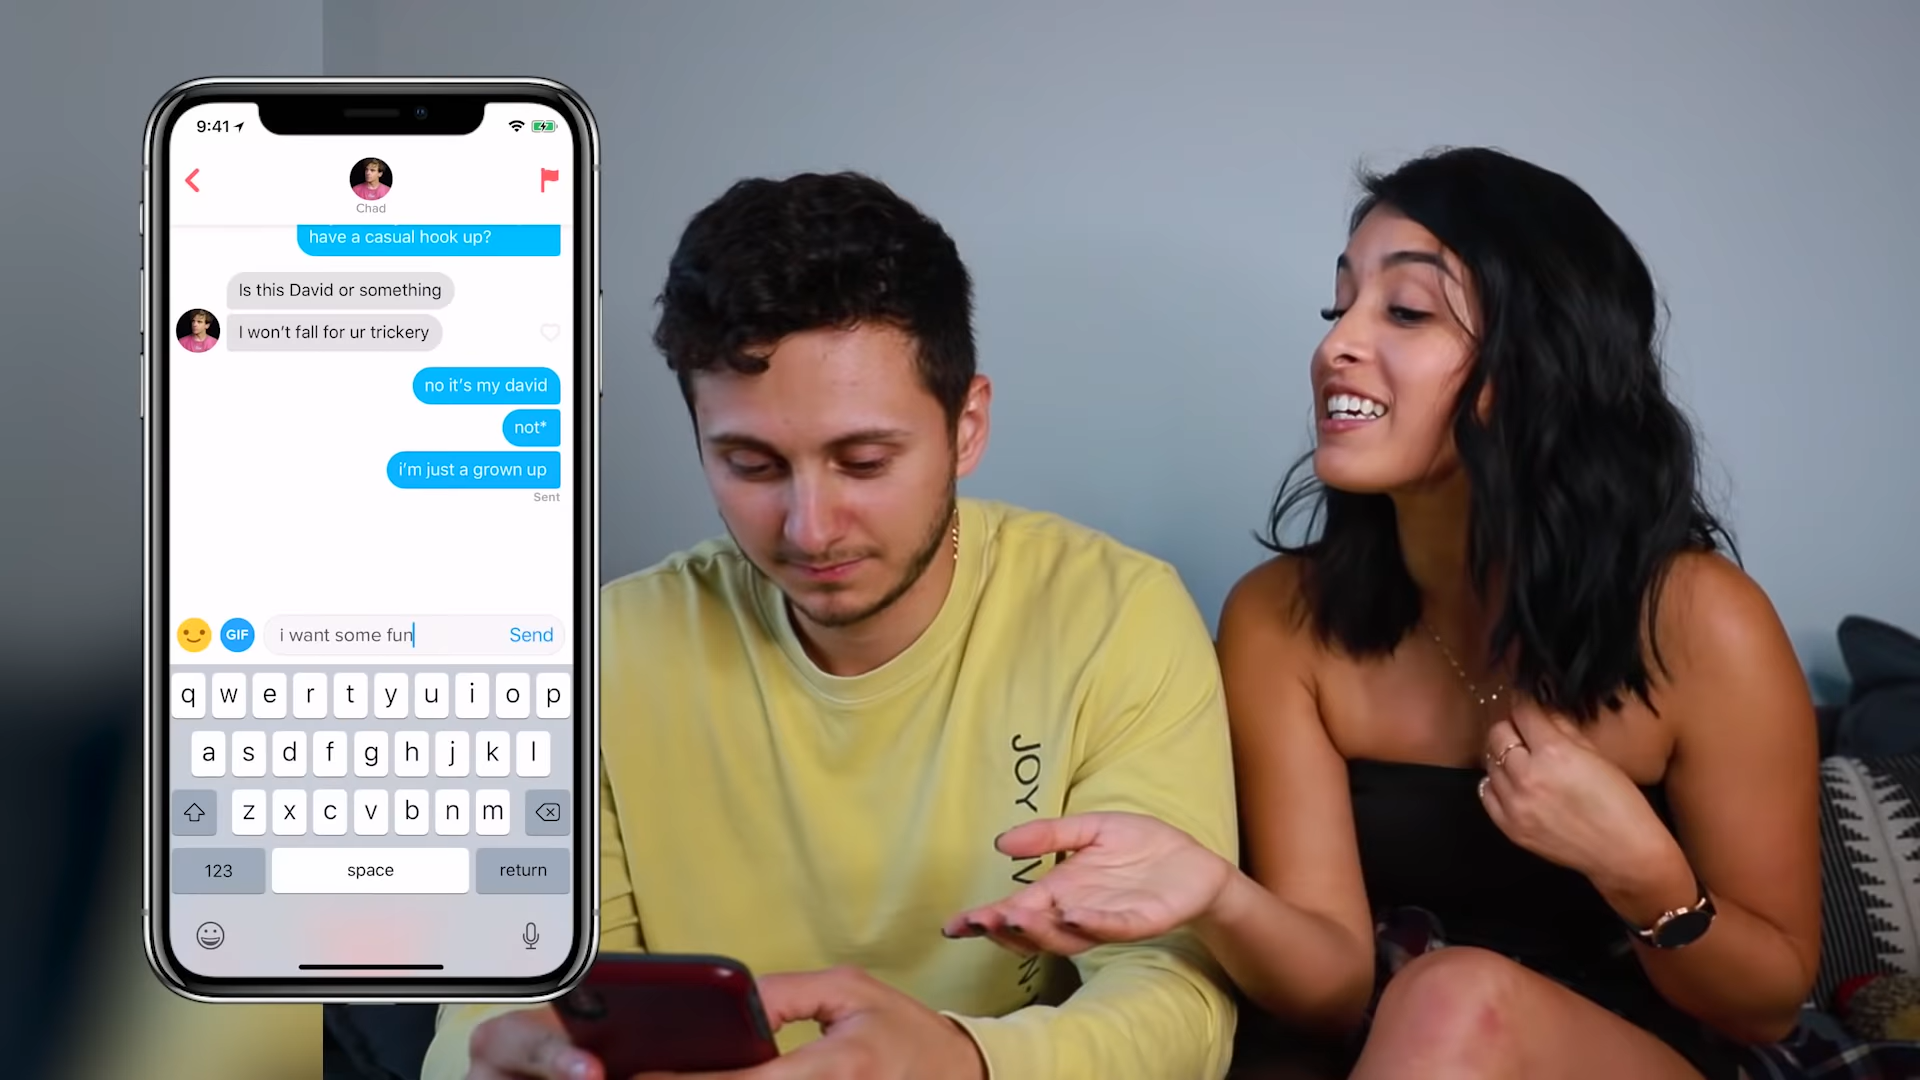 9:41
Chad
have a casual hook up?
Is this David or something
I won't fall for ur trickery
no it's my david
not*
i'm just a grown up
Sent
GIF
i want some fun
Send
q w e r t y u i o p
a s d f g h j k l
z x c v b n m
123
space
return
JOY